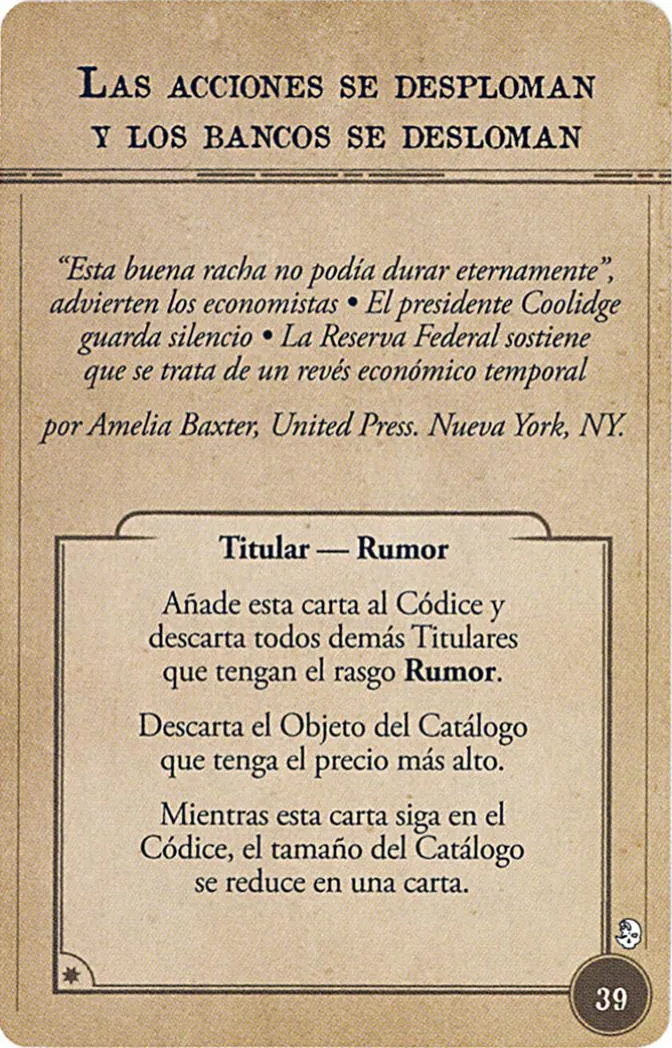 Las acciones se desploman
y los bancos se desloman
“Esta buena racha no podía durar eternamente”,
advierten los economistas • El presidente Coolidge
guarda silencio • La Reserva Federal sostiene
que se trata de un revés económico temporal
por Amelia Baxter, United Press. Nueva York, NY.
Titular — Rumor
Añade esta carta al Códice y
descarta todos demás Titulares
que tengan el rasgo Rumor.
Descarta el Objeto del Catálogo
que tenga el precio más alto.
Mientras esta carta siga en el
Códice, el tamaño del Catálogo
se reduce en una carta.
39